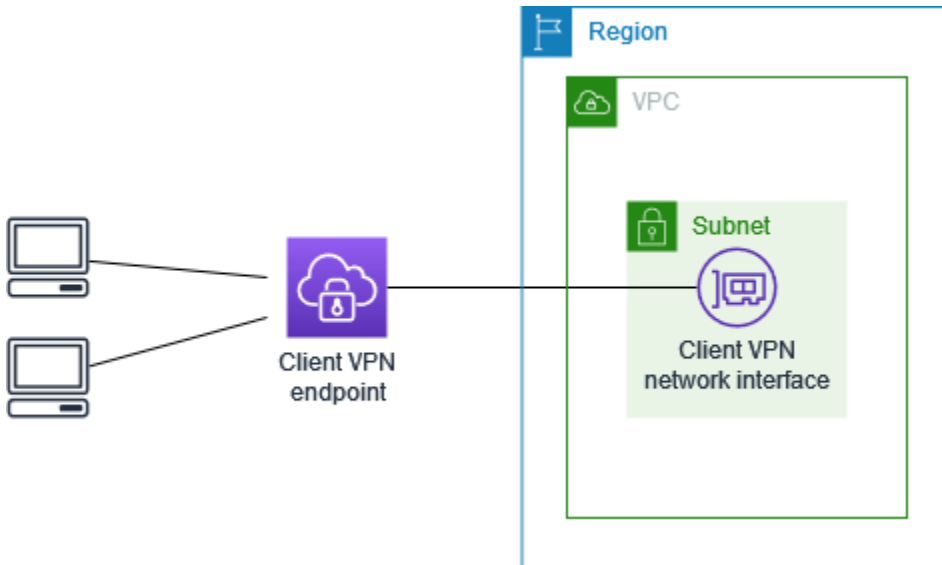 Region
VPC
Subnet
Client VPN
endpoint
Client VPN
network interface